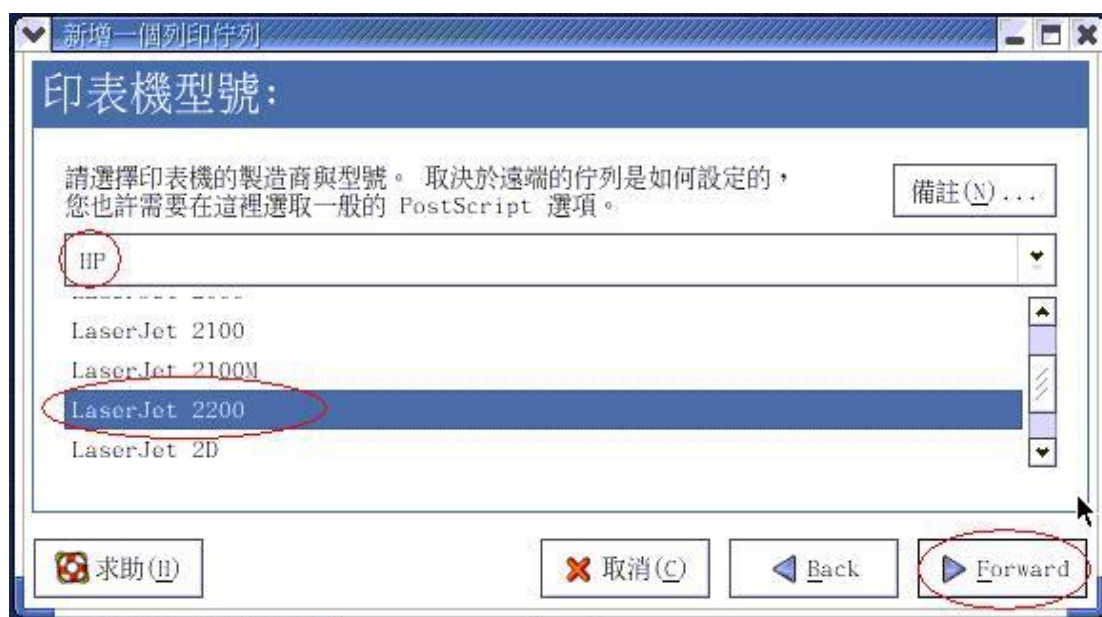 新增一個列印佇列
印表機型號:
請選擇印表機的製造商與型號。 取決於遠端的佇列是如何設定的，
您也許需要在這裡選取一般的 PostScript 選項。
備註(N)...
HP
LaserJet 2100
LaserJet 2100M
LaserJet 2200
LaserJet 2D
求助(H)
取消(C)
Back
Forward